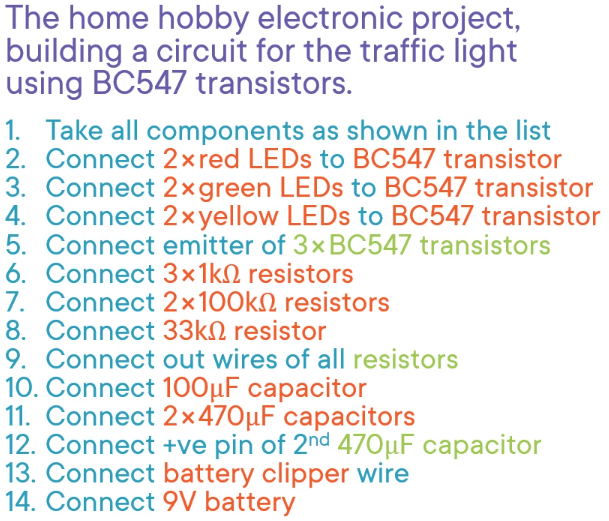 The home hobby electronic project,
building a circuit for the traffic light
using BC547 transistors.
1. Take all components as shown in the list
2. Connect 2×red LEDs to BC547 transistor
3. Connect 2×green LEDs to BC547 transistor
4. Connect 2×yellow LEDs to BC547 transistor
5. Connect emitter of 3×BC547 transistors
6. Connect 3×1kΩ resistors
7. Connect 2×100kΩ resistors
8. Connect 33kΩ resistor
9. Connect out wires of all resistors
10. Connect 100µF capacitor
11. Connect 2×470µF capacitors
12. Connect +ve pin of 2nd 470µF capacitor
13. Connect battery clipper wire
14. Connect 9V battery